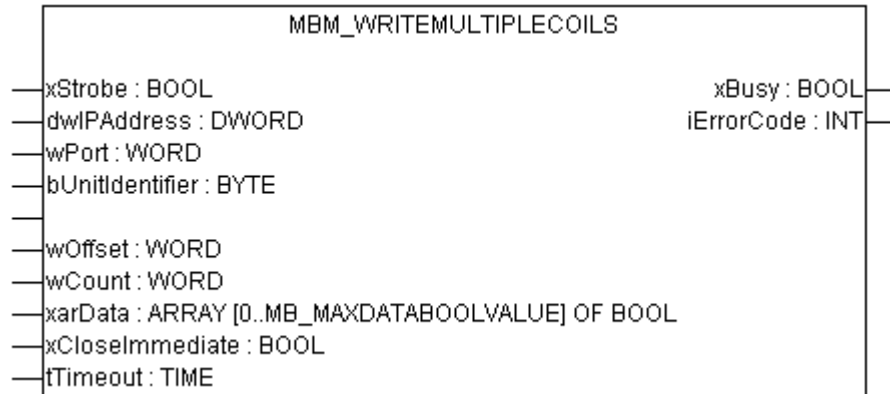 MBM_WRITEMULTIPLECOILS
xStrobe : BOOL xBusy : BOOL
dwIPAddress : DWORD iErrorCode : INT
wPort : WORD
bUnitIdentifier : BYTE
wOffset : WORD
wCount : WORD
xarData : ARRAY [0..MB_MAXDATABOOLVALUE] OF BOOL
xCloseImmediate : BOOL
tTimeout : TIME